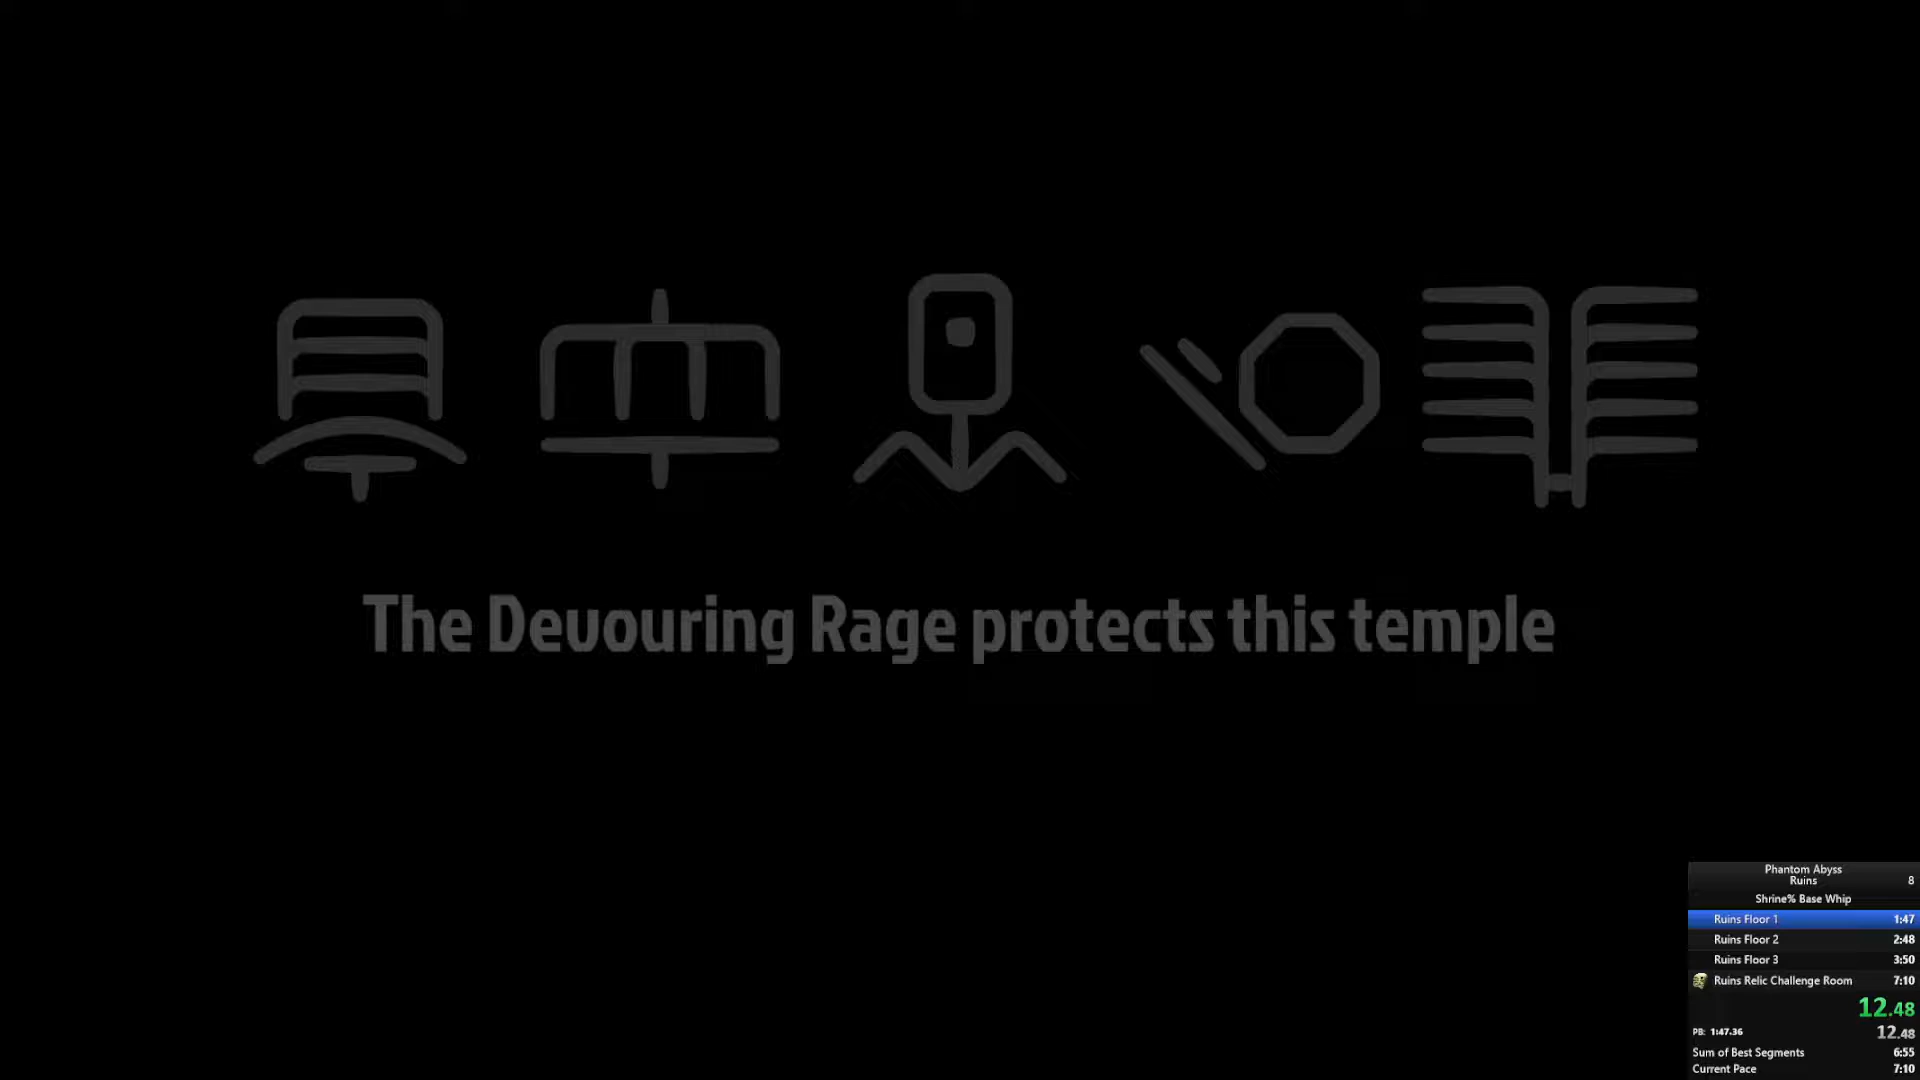 The Devouring Rage protects this temple
Phantom Abyss
Ruins 8
Shrine% Base Whip
Ruins Floor 1 1:47
Ruins Floor 2 2:48
Ruins Floor 3 3:50
Ruins Relic Challenge Room 7:10
12.48
PB: 1:47.36 12.48
Sum of Best Segments 6:55
Current Pace 7:10